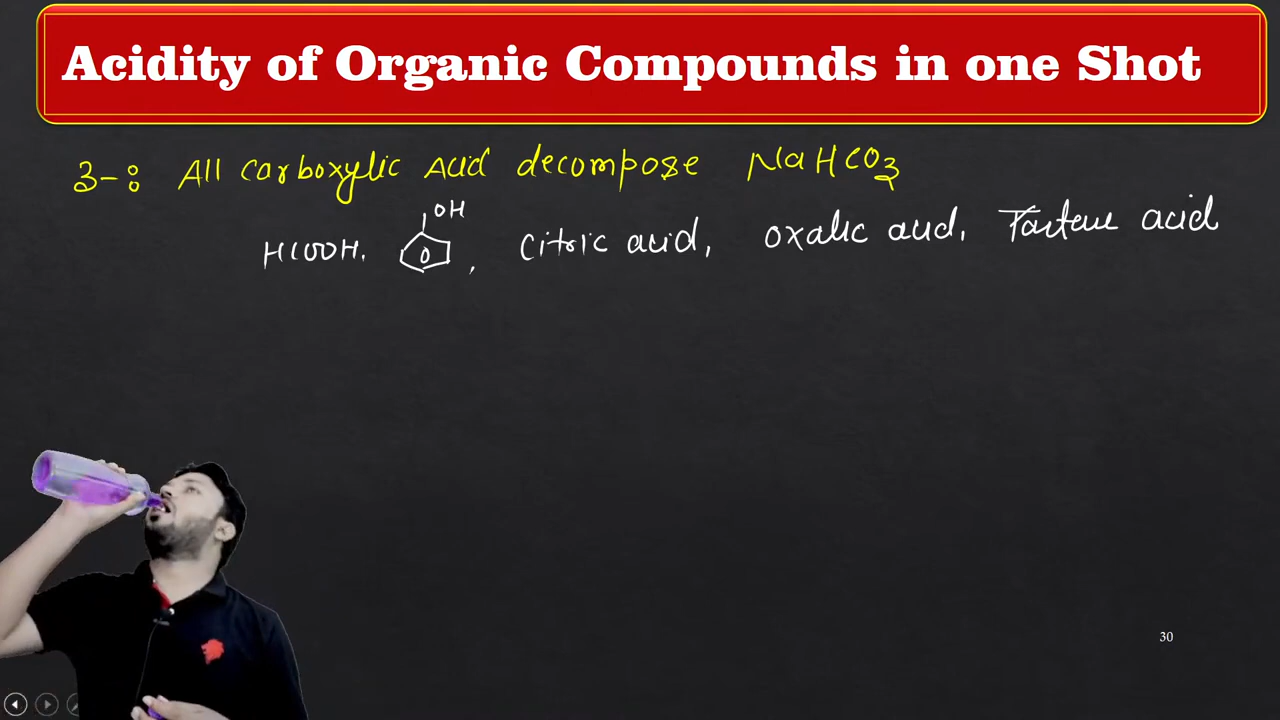 Acidity of Organic Compounds in one Shot
3-: All carboxylic Acid decompose NaHCO3
OH
HCOOH, , citric acid, oxalic acid, Tartaric acid
30